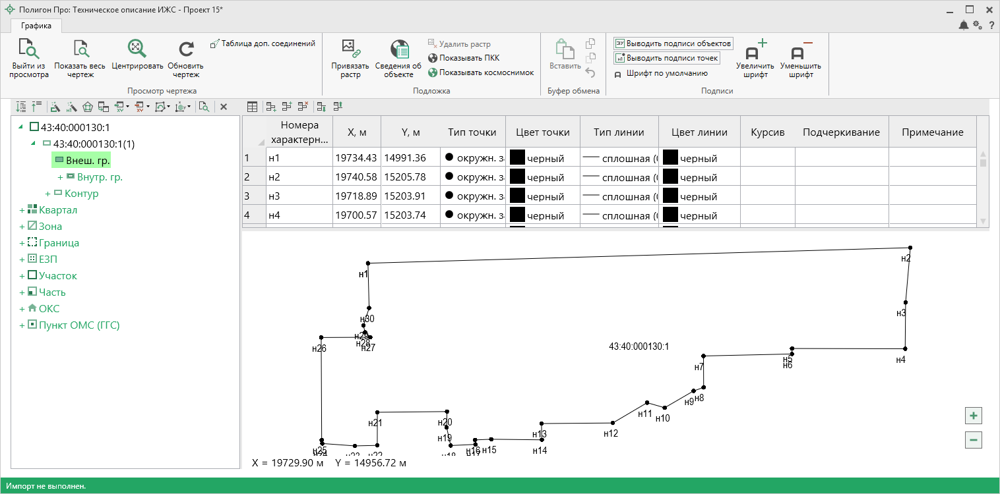 Полигон Про: Техническое описание ИЖС - Проект 15*
Графика
?
Выйти из просмотра
Показать весь чертеж
Центрировать
Обновить чертеж
Таблица доп. соединений
Просмотр чертежа
Привязать растр
Сведения об объекте
Удалить растр
Показывать ПКК
Показывать космоснимок
Подложка
Вставить
Буфер обмена
Выводить подписи объектов
Выводить подписи точек
Шрифт по умолчанию
Увеличить шрифт
Уменьшить шрифт
Подписи
43:40:000130:1
43:40:000130:1(1)
Внеш. гр.
+ Внутр. гр.
+ Контур
+ Квартал
+ Зона
+ Граница
+ ЕЗП
+ Участок
+ Часть
+ ОКС
+ Пункт ОМС (ГГС)
Номера характерн... X, м Y, м Тип точки Цвет точки Тип линии Цвет линии Курсив Подчеркивание Примечание
1 н1 19734.43 14991.36 окружн. за черный сплошная (0 черный
2 н2 19740.58 15205.78 окружн. за черный сплошная (0 черный
3 н3 19718.89 15203.91 окружн. за черный сплошная (0 черный
4 н4 19700.57 15203.74 окружн. за черный сплошная (0 черный
н1
н2
н3
н30
н29
н28
н27
н26
43:40:000130:1
н4
н5
н6
н7
н8
н9
н10
н11
н12
н13
н14
н15
н16
н17
н18
н19
н20
н21
н22
н23
н24
н25
X = 19729.90 м Y = 14956.72 м
Импорт не выполнен.